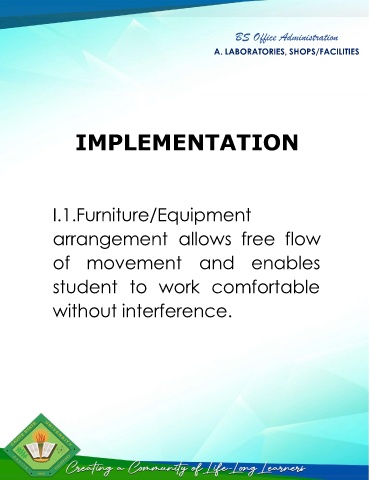 BS Office Administration
A. LABORATORIES, SHOPS/FACILITIES
IMPLEMENTATION
I.1.Furniture/Equipment
arrangement allows free flow
of movement and enables
student to work comfortable
without interference.
Creating a Community of Life-Long Learners